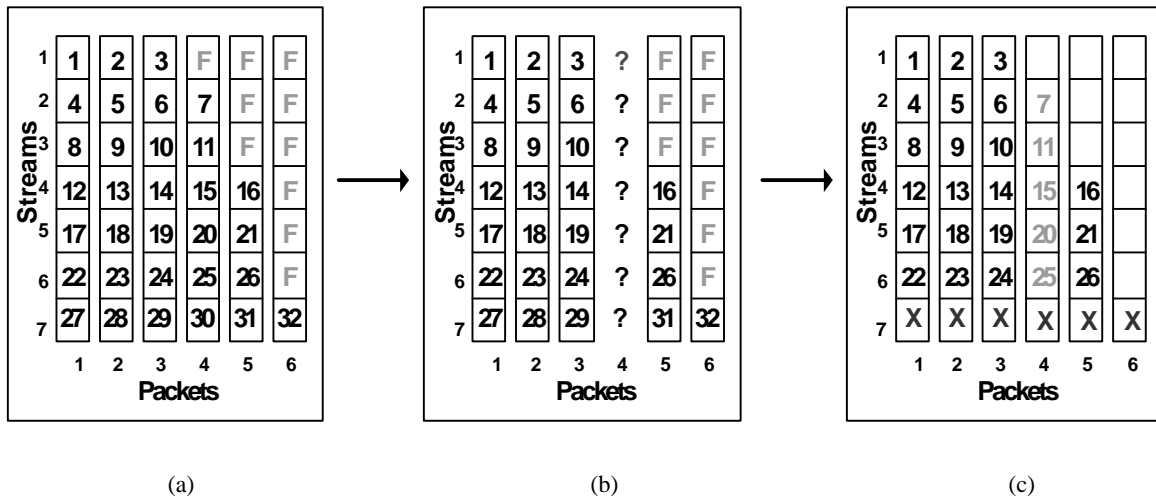 1 1 2 3 F F F
2 4 5 6 7 F F
3 8 9 10 11 F F
4 12 13 14 15 16 F
5 17 18 19 20 21 F
6 22 23 24 25 26 F
7 27 28 29 30 31 32
Streams
1 2 3 4 5 6
Packets
(a)
1 1 2 3 ? F F
2 4 5 6 ? F F
3 8 9 10 ? F F
4 12 13 14 ? 16 F
5 17 18 19 ? 21 F
6 22 23 24 ? 26 F
7 27 28 29 ? 31 32
Streams
1 2 3 4 5 6
Packets
(b)
1 1 2 3
2 4 5 6 7
3 8 9 10 11
4 12 13 14 15 16
5 17 18 19 20 21
6 22 23 24 25 26
7 X X X X X X
Streams
1 2 3 4 5 6
Packets
(c)